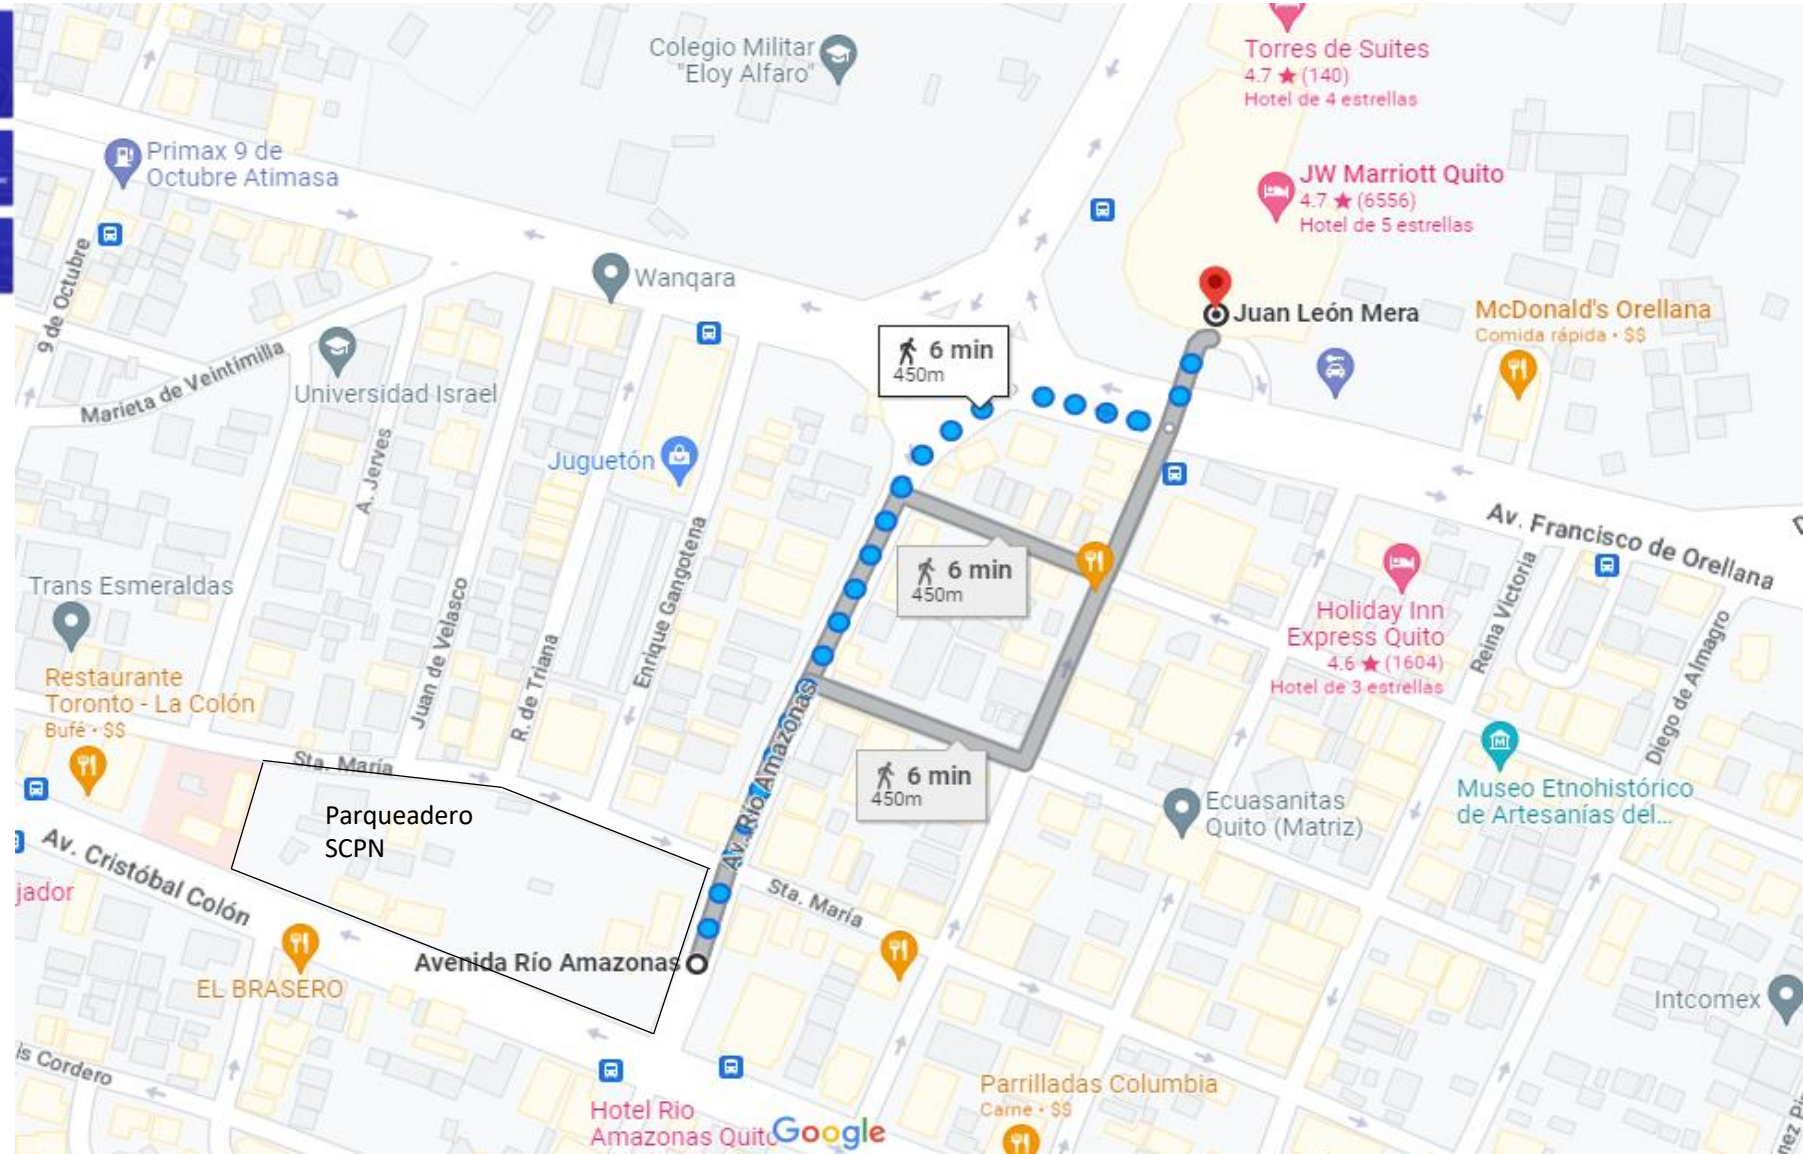 Colegio Militar
"Eloy Alfaro"
Torres de Suites
4.7 ★ (140)
Hotel de 4 estrellas
Primax 9 de
Octubre Atimasa
JW Marriott Quito
4.7 ★ (6556)
Hotel de 5 estrellas
9 de Octubre
Wanqara
Juan León Mera
McDonald's Orellana
Comida rápida · $$
6 min
450m
Marieta de Veintimilla
Universidad Israel
A. Jerves
Juguetón
Av. Francisco de Orellana
6 min
450m
Trans Esmeraldas
Juan de Velasco
R. de Triana
Enrique Gangotena
Holiday Inn
Express Quito
4.6 ★ (1604)
Hotel de 3 estrellas
Reina Victoria
Diego de Almagro
Restaurante
Toronto - La Colón
Bufé · $$
Sta. María
Av. Río Amazonas
6 min
450m
Ecuasanitas
Quito (Matriz)
Museo Etnohistórico
de Artesanías del...
Parqueadero
SCPN
Av. Cristóbal Colón
jador
Sta. María
Avenida Río Amazonas
EL BRASERO
Intcomex
is Cordero
Parrilladas Columbia
Carne · $$
Hotel Rio
Amazonas Quito
Google